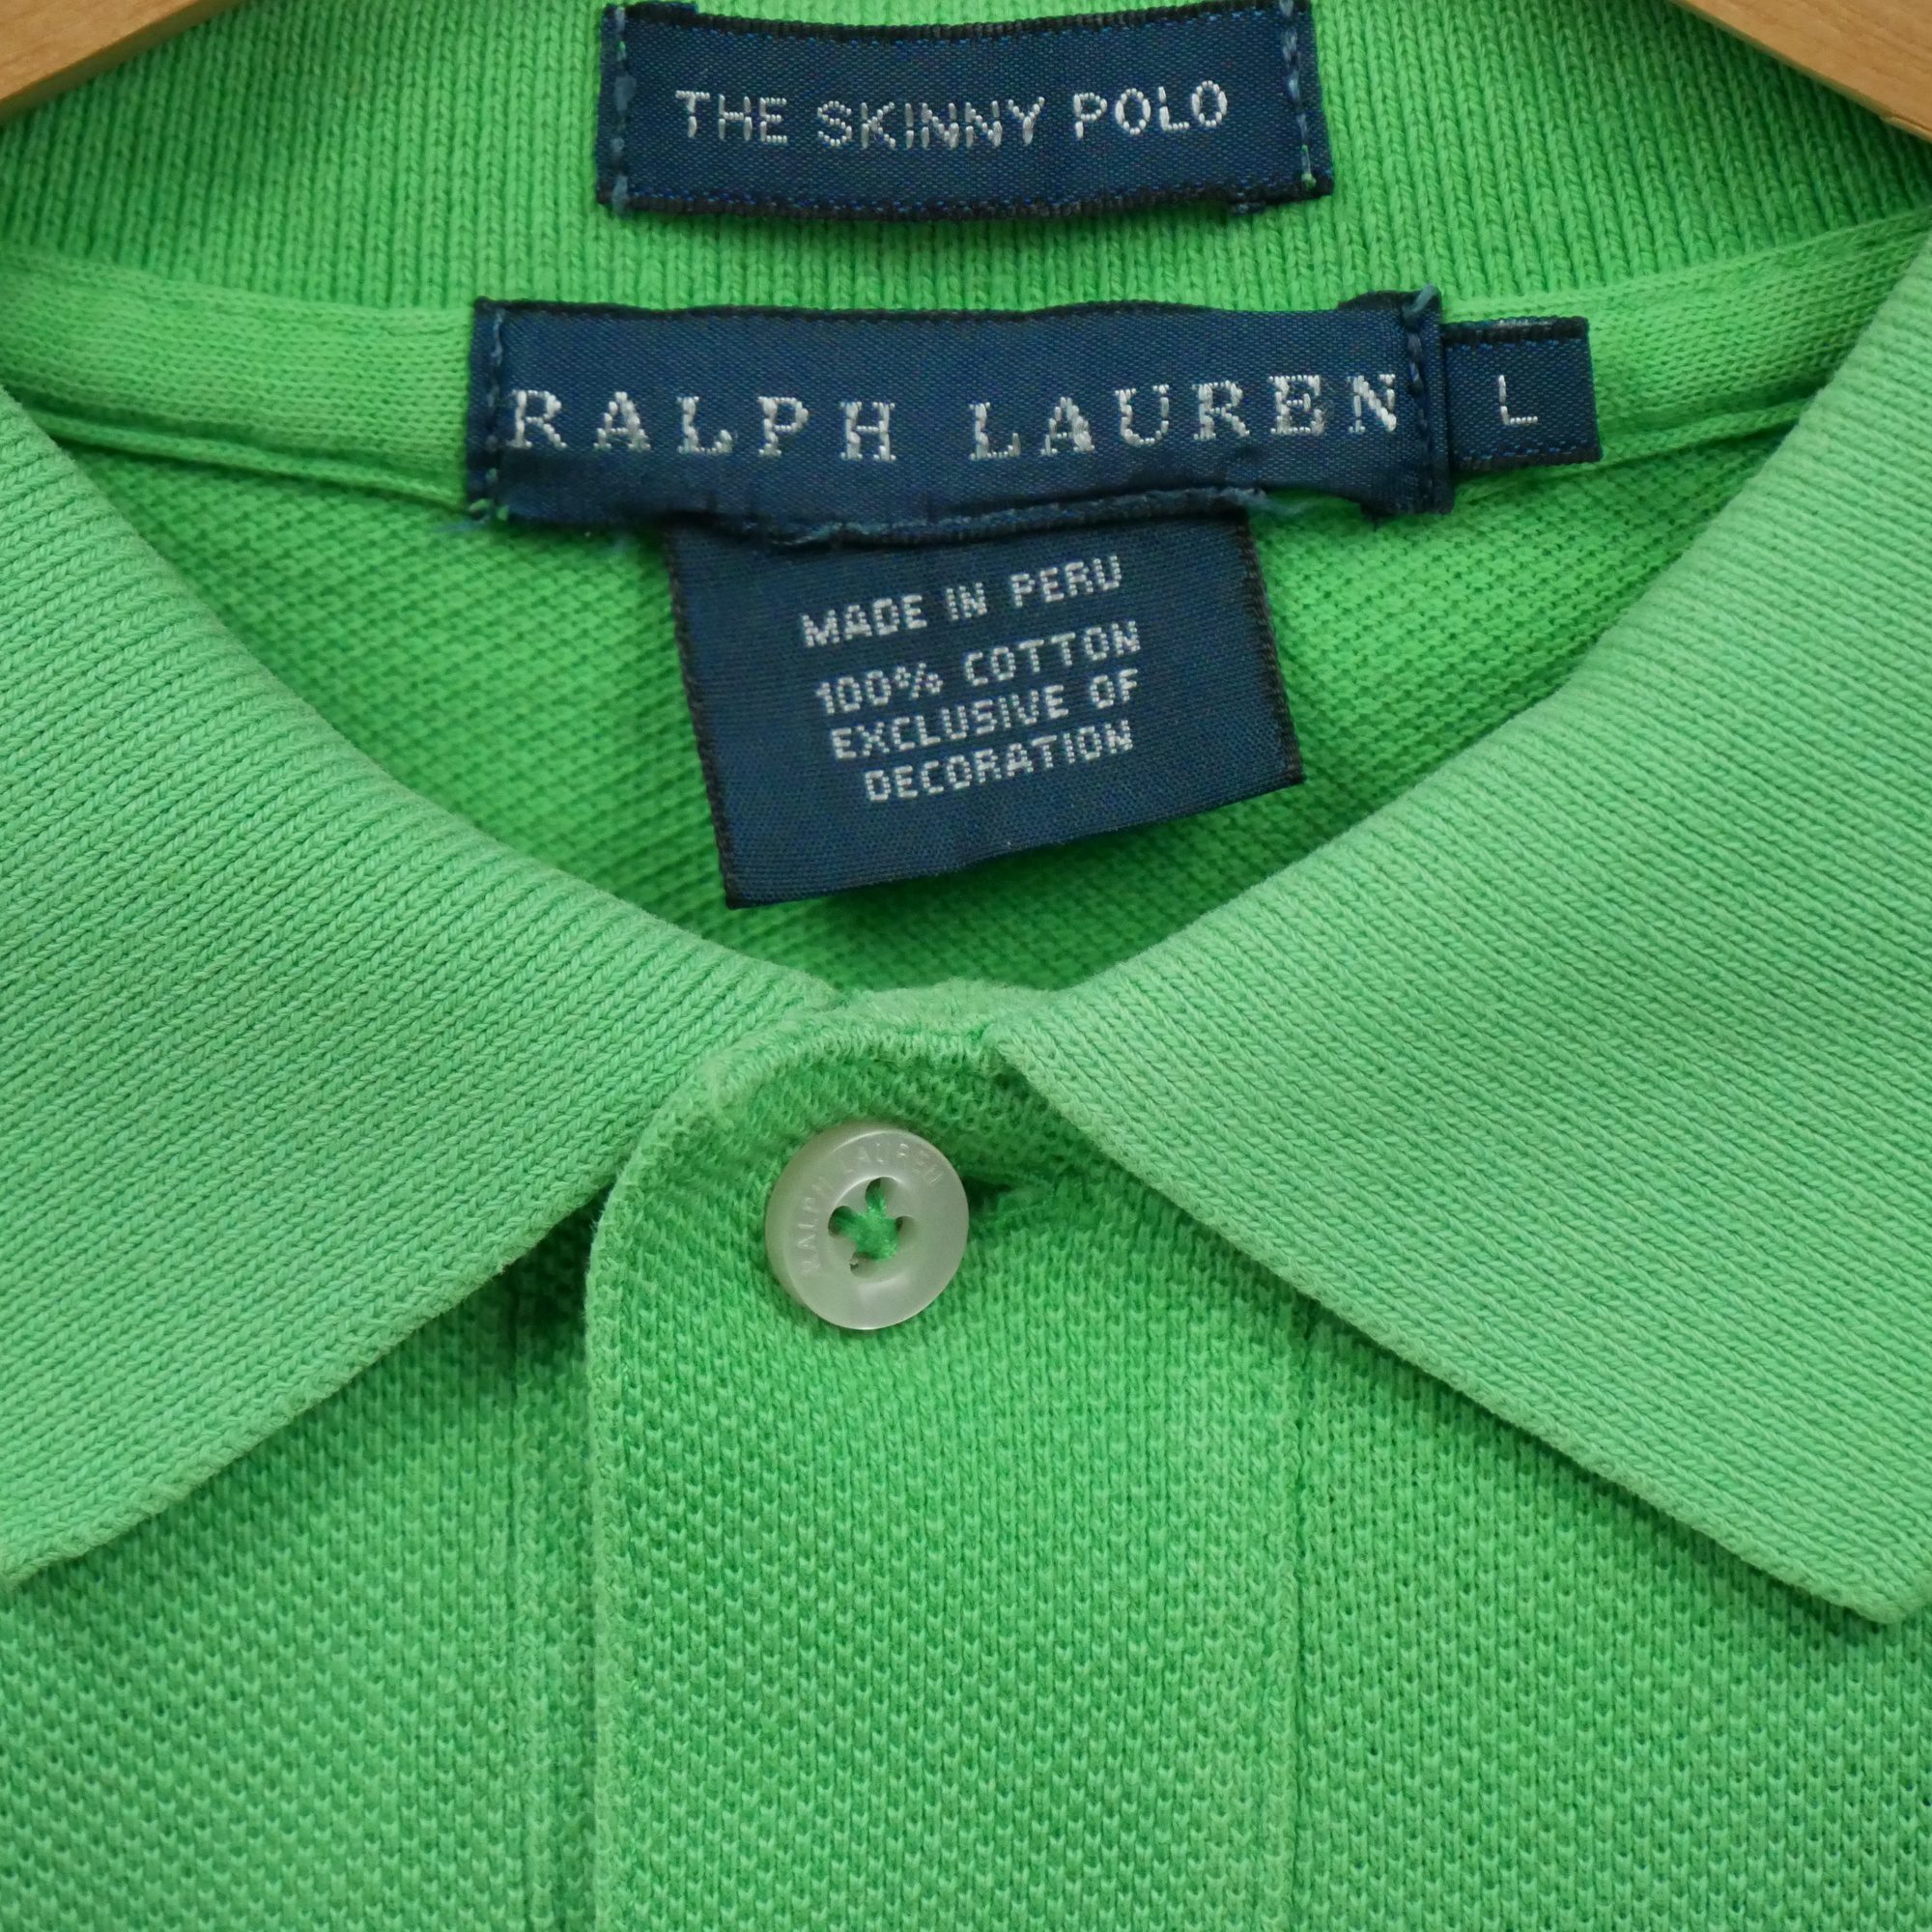 THE SKINNY POLO
RALPH LAUREN
L
MADE IN PERU
100% COTTON
EXCLUSIVE OF
DECORATION
RALPH LAUREN